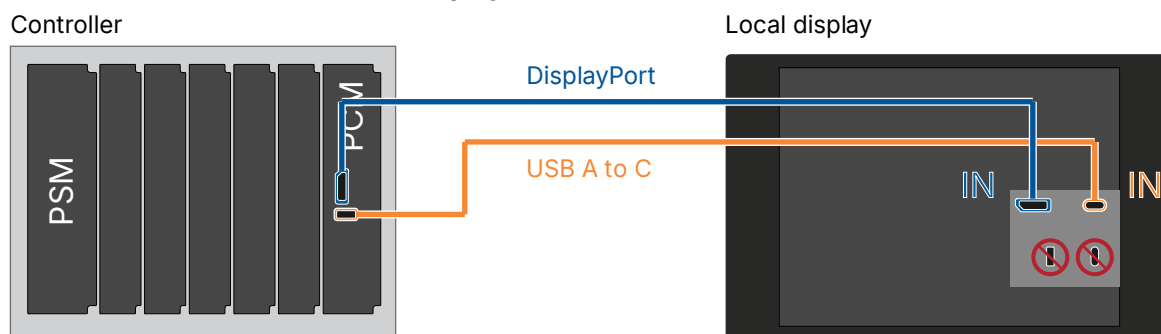 Controller
Local display
DisplayPort
PCM
USB A to C
PSM
IN
IN